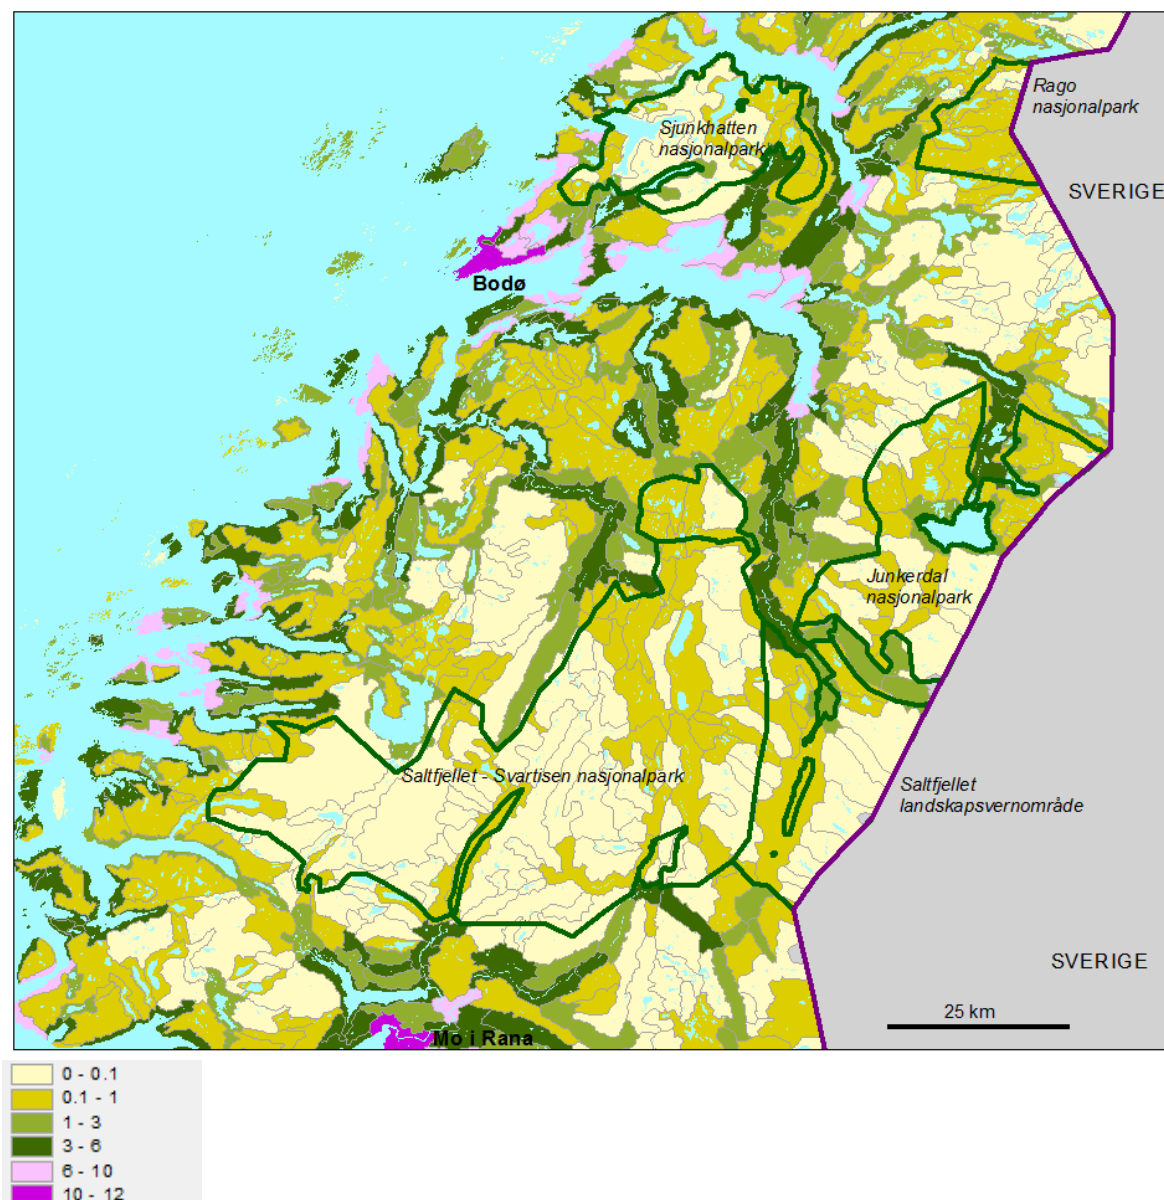 Rago
nasjonalpark
Sjunkhatten
nasjonalpark
SVERIGE
Bodø
Junkerdal
nasjonalpark
Saltfjellet - Svartisen nasjonalpark
Saltfjellet
landskapsvernområde
SVERIGE
25 km
Mo i Rana
0 - 0.1
0.1 - 1
1 - 3
3 - 6
6 - 10
10 - 12